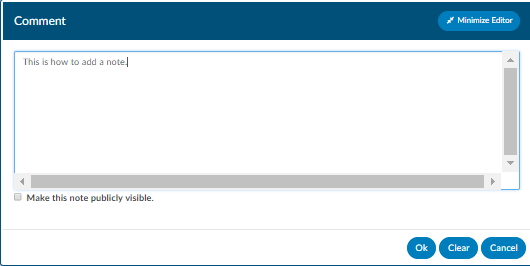 Comment
Minimize Editor
This is how to add a note.
Make this note publicly visible.
Ok Clear Cancel